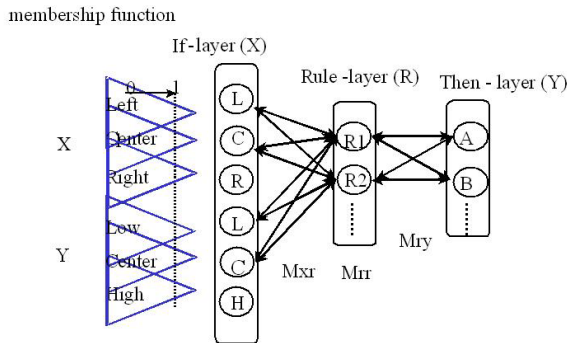 membership function
If-layer (X)
Rule -layer (R)
Then - layer (Y)
0 1
Left
Center
Right
Low
Center
High
X
Y
L
C
R
L
C
H
R1
R2
A
B
Mxr
Mrr
Mry